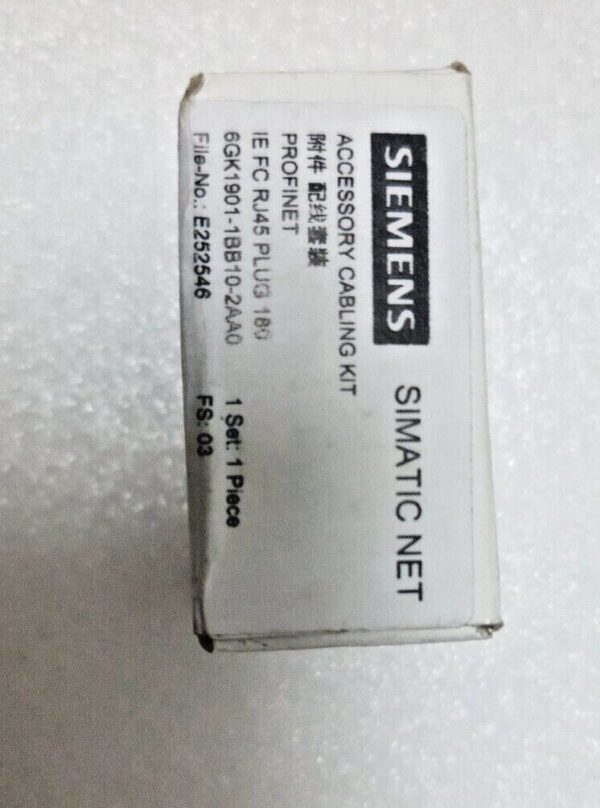 SIEMENS SIMATIC NET
ACCESSORY CABLING KIT
附件 配线套装
PROFINET
IE FC RJ45 PLUG 180
6GK1901-1BB10-2AA0 1 Set: 1 Piece
File-No.: E252546 FS: 03